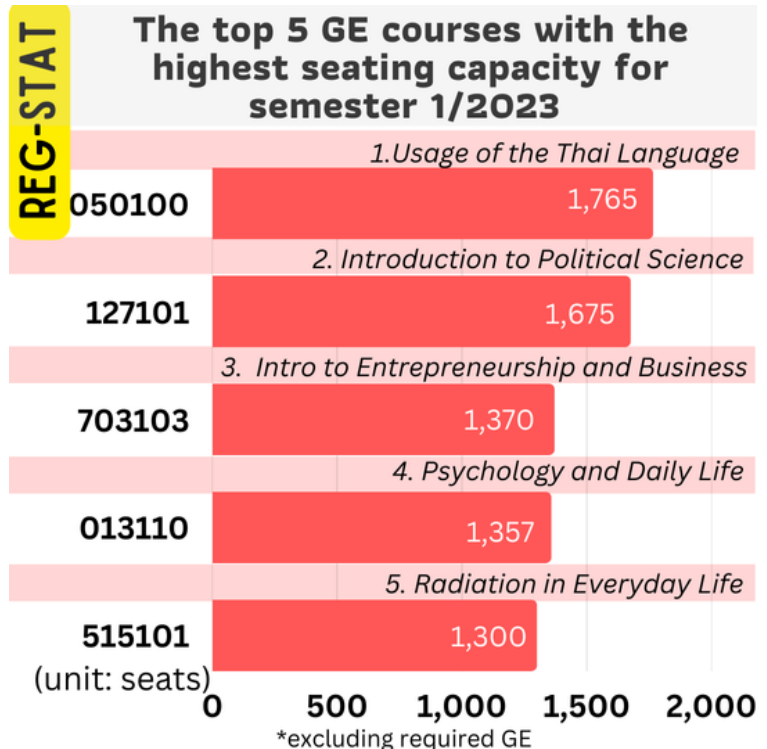 REG-STAT
The top 5 GE courses with the
highest seating capacity for
semester 1/2023
1.Usage of the Thai Language
050100
1,765
2. Introduction to Political Science
127101
1,675
3. Intro to Entrepreneurship and Business
703103
1,370
4. Psychology and Daily Life
013110
1,357
5. Radiation in Everyday Life
515101
1,300
(unit: seats)
0 500 1,000 1,500 2,000
*excluding required GE